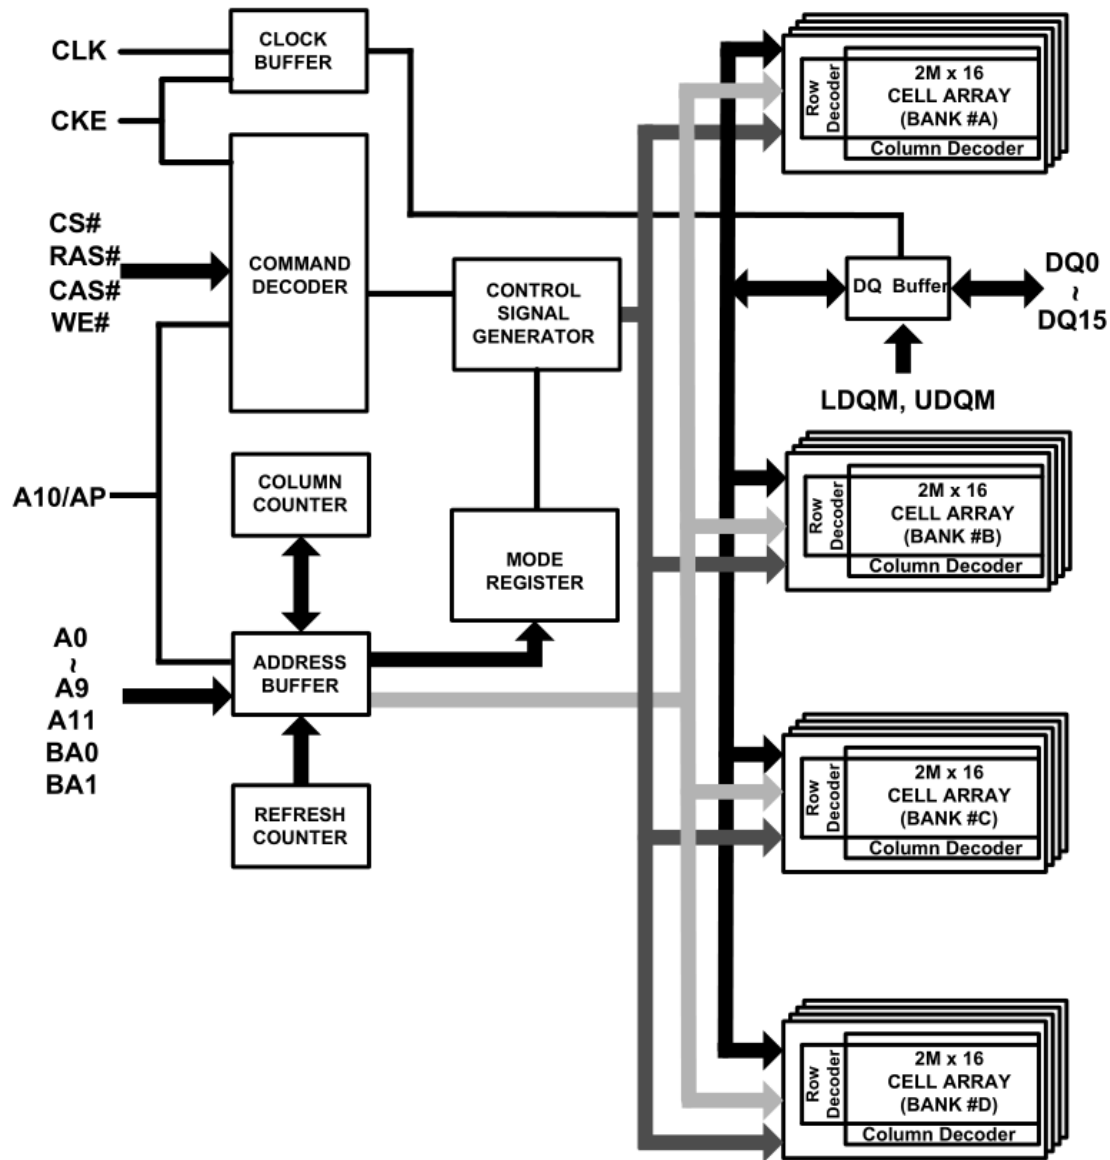 CLK
CKE
CLOCK
BUFFER
CS#
RAS#
CAS#
WE#
COMMAND
DECODER
CONTROL
SIGNAL
GENERATOR
A10/AP
COLUMN
COUNTER
MODE
REGISTER
A0
~
A9
A11
BA0
BA1
ADDRESS
BUFFER
REFRESH
COUNTER
Row
Decoder
2M x 16
CELL ARRAY
(BANK #A)
Column Decoder
DQ Buffer
DQ0
~
DQ15
LDQM, UDQM
Row
Decoder
2M x 16
CELL ARRAY
(BANK #B)
Column Decoder
Row
Decoder
2M x 16
CELL ARRAY
(BANK #C)
Column Decoder
Row
Decoder
2M x 16
CELL ARRAY
(BANK #D)
Column Decoder